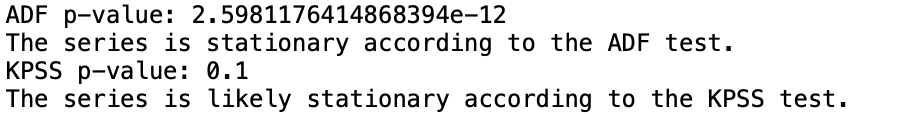 ADF p-value: 2.5981176414868394e-12
The series is stationary according to the ADF test.
KPSS p-value: 0.1
The series is likely stationary according to the KPSS test.